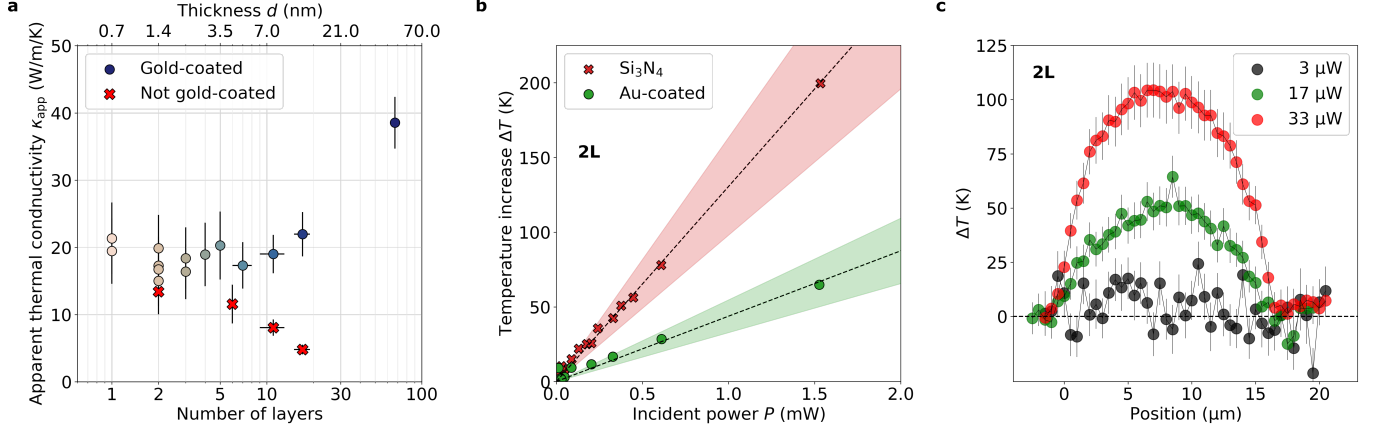 a
Thickness d (nm)
0.7 1.4 3.5 7.0 21.0 70.0
Apparent thermal condnuctivity κapp (W/m/K)
50
40
30
20
10
0
Gold-coated
Not gold-coated
1 2 5 10 30 100
Number of layers
b
Temperature increase ΔT (K)
200
150
100
50
0
Si₃N₄
Au-coated
2L
0.0 0.5 1.0 1.5 2.0
Incident power P (mW)
c
ΔT (K)
125
100
75
50
25
0
2L
3 μW
17 μW
33 μW
0 5 10 15 20
Position (μm)